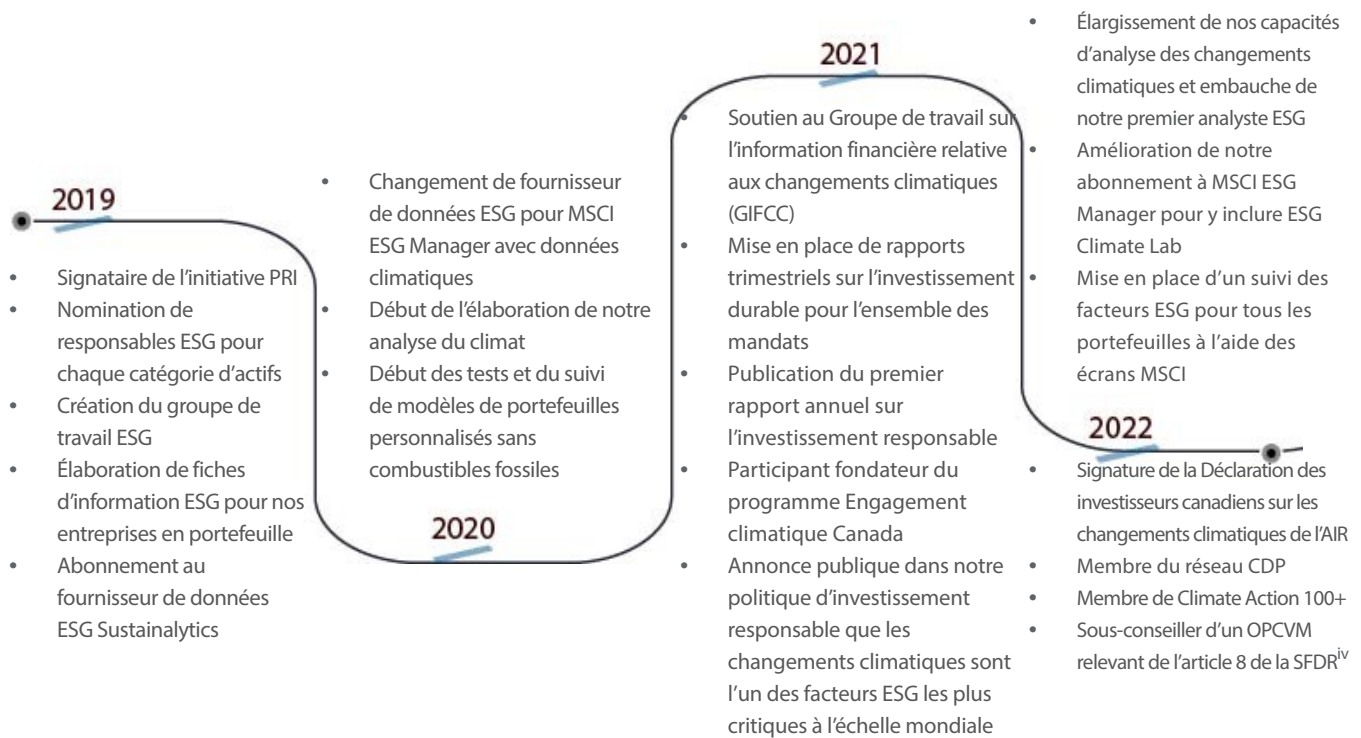 2019
• Signataire de l’initiative PRI
• Nomination de
responsables ESG pour
chaque catégorie d’actifs
• Création du groupe de
travail ESG
• Élaboration de fiches
d’information ESG pour nos
entreprises en portefeuille
• Abonnement au
fournisseur de données
ESG Sustainalytics
• Changement de fournisseur
de données ESG pour MSCI
ESG Manager avec données
climatiques
• Début de l’élaboration de notre
analyse du climat
• Début des tests et du suivi
de modèles de portefeuilles
personnalisés sans
combustibles fossiles
2020
2021
• Soutien au Groupe de travail sur
l’information financière relative
aux changements climatiques
(GIFCC)
• Mise en place de rapports
trimestriels sur l’investissement
durable pour l’ensemble des
mandats
• Publication du premier
rapport annuel sur
l’investissement responsable
• Participant fondateur du
programme Engagement
climatique Canada
• Annonce publique dans notre
politique d’investissement
responsable que les
changements climatiques sont
l’un des facteurs ESG les plus
critiques à l’échelle mondiale
• Élargissement de nos capacités
d’analyse des changements
climatiques et embauche de
notre premier analyste ESG
• Amélioration de notre
abonnement à MSCI ESG
Manager pour y inclure ESG
Climate Lab
• Mise en place d’un suivi des
facteurs ESG pour tous les
portefeuilles à l’aide des
écrans MSCI
2022
• Signature de la Déclaration des
investisseurs canadiens sur les
changements climatiques de l’AIR
• Membre du réseau CDP
• Membre de Climate Action 100+
• Sous-conseiller d’un OPCVM
relevant de l’article 8 de la SFDRiv